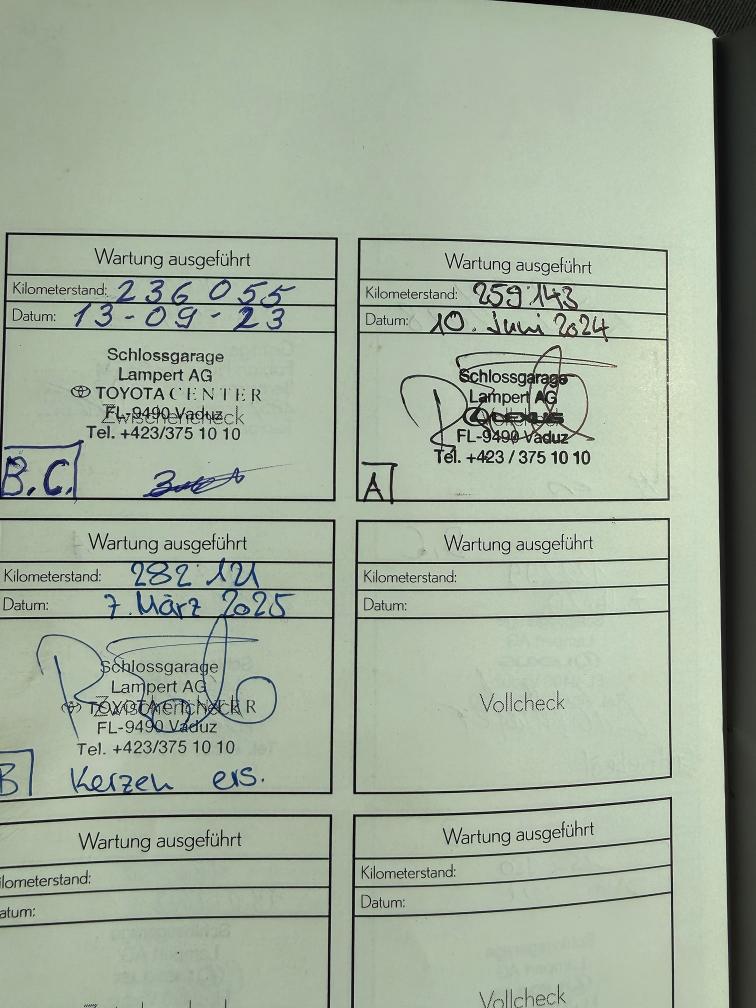 Wartung ausgeführt
Kilometerstand: 236 055
Datum: 13-09-23
Schlossgarage
Lampert AG
TOYOTA CENTER
FL-9490 Vaduz
Zwischencheck
Tel. +423/375 10 10
B.C.
Wartung ausgeführt
Kilometerstand: 259'143
Datum: 10. Juni 2024
Schlossgarage
Lampert AG
LEXUS
FL-9490 Vaduz
Tel. +423 / 375 10 10
A
Wartung ausgeführt
Kilometerstand: 282'121
Datum: 7. März 2025
Schlossgarage
Lampert AG
TOYOTA CENTER
Zwischencheck
FL-9490 Vaduz
Tel. +423/375 10 10
B Kerzen ers.
Wartung ausgeführt
Kilometerstand:
Datum:
Vollcheck
Wartung ausgeführt
ilometerstand:
atum:
Wartung ausgeführt
Kilometerstand:
Datum:
Vollcheck